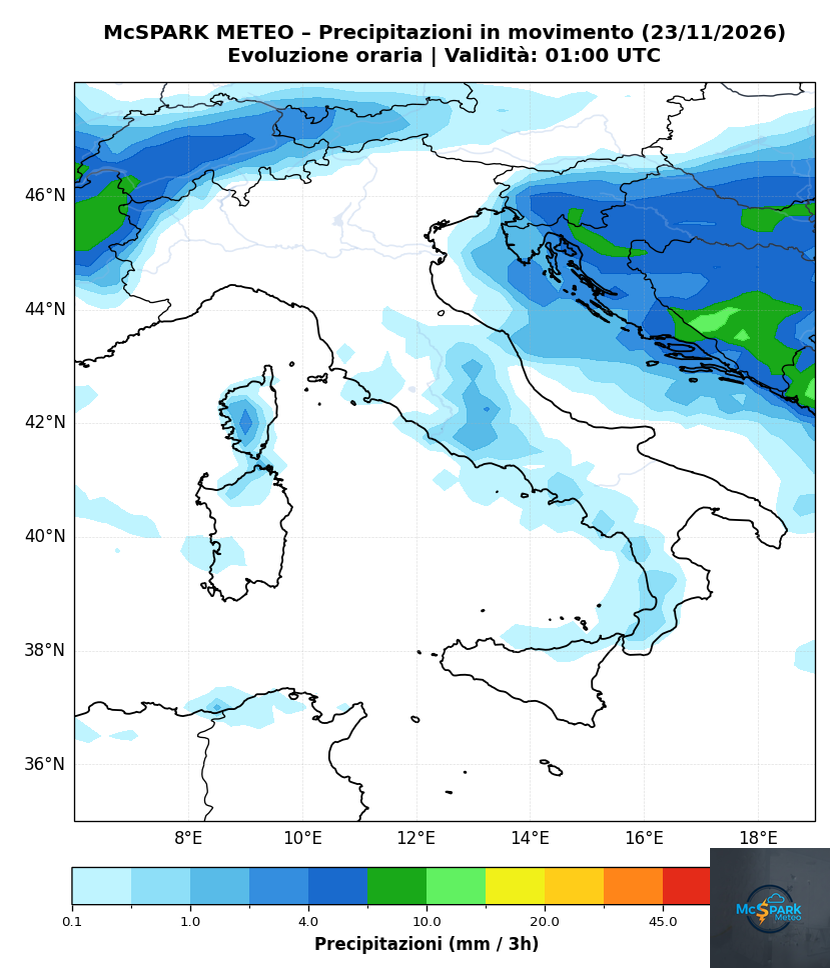 McSPARK METEO – Precipitazioni in movimento (23/11/2026)
Evoluzione oraria | Validità: 01:00 UTC
46°N
44°N
42°N
40°N
38°N
36°N
8°E 10°E 12°E 14°E 16°E 18°E
0.1 1.0 4.0 10.0 20.0 45.0
Precipitazioni (mm / 3h)
McSPARK
Meteo